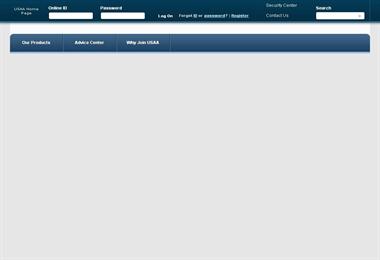 USAA Home Page
Online ID
Password
Log On
Forgot ID or password? | Register
Security Center
Contact Us
Search
Our Products
Advice Center
Why Join USAA